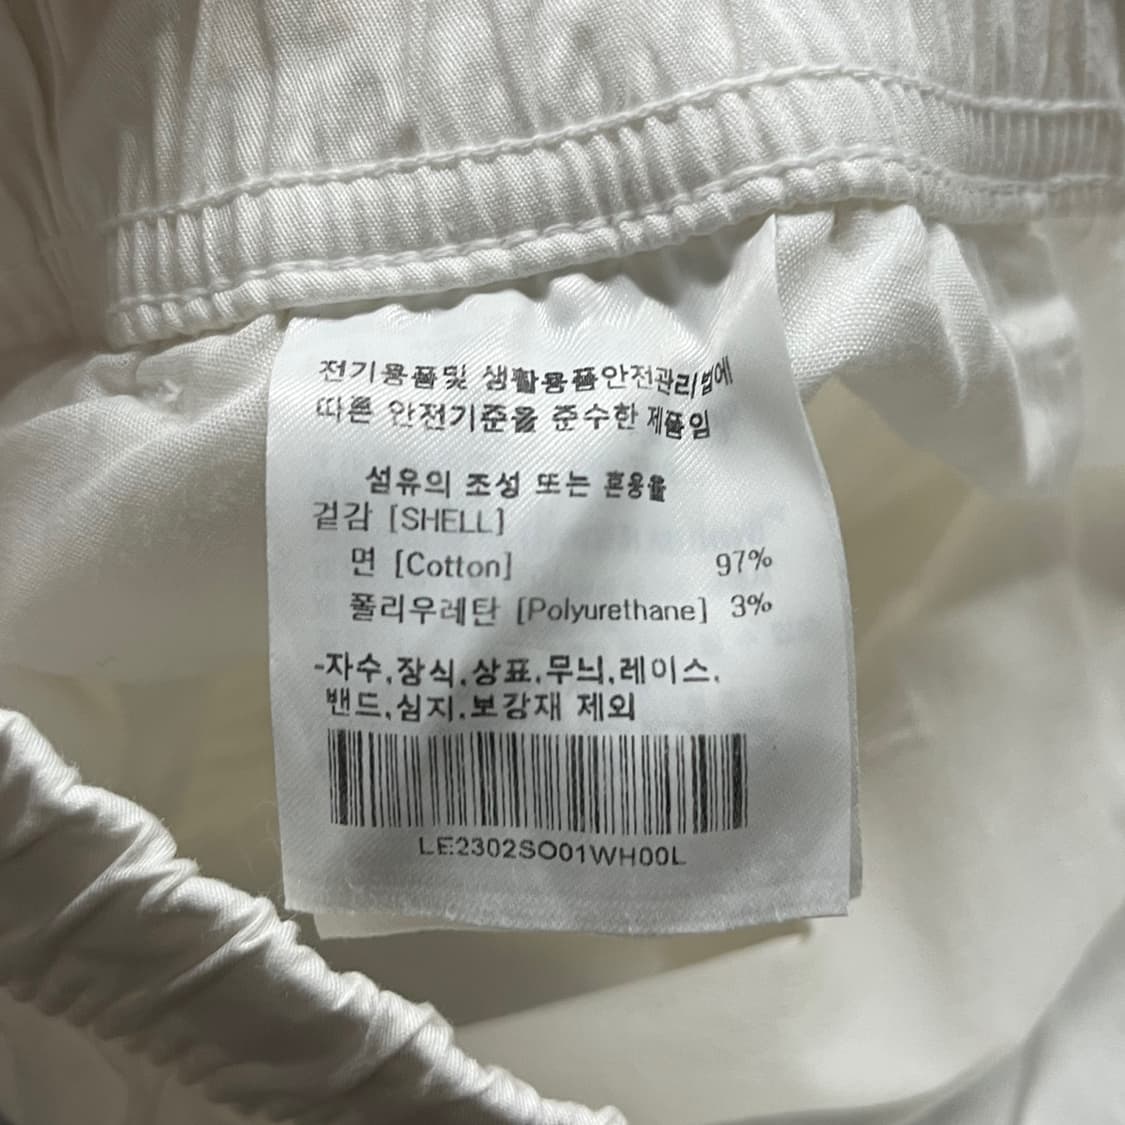 전기용품및 생활용품안전관리법에
따른 안전기준을 준수한 제품임
섬유의 조성 또는 혼용율
겉감 [SHELL]
면 [Cotton] 97%
폴리우레탄 [Polyurethane] 3%
-자수,장식,상표,무늬,레이스,
밴드,심지,보강재 제외
LE2302SO01WH00L